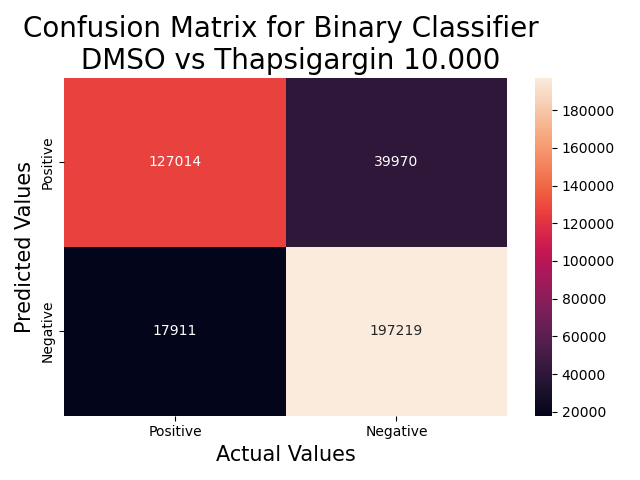 Confusion Matrix for Binary Classifier
DMSO vs Thapsigargin 10.000
Predicted Values
Positive
Negative
127014
39970
17911
197219
Positive
Negative
Actual Values
180000
160000
140000
120000
100000
80000
60000
40000
20000